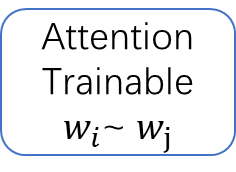 Attention
Trainable
wᵢ~ wⱼ